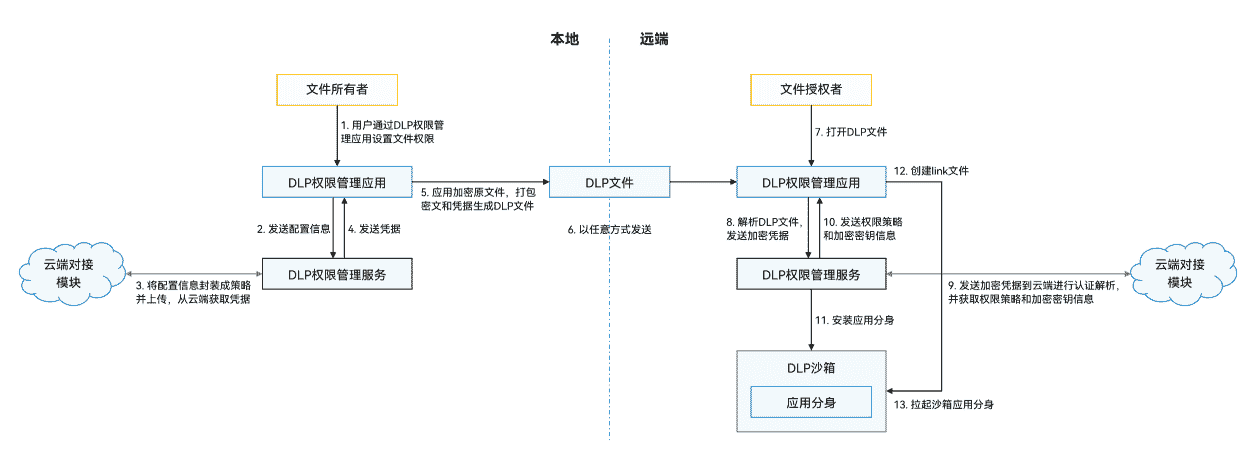 本地
远端
文件所有者
文件授权者
1. 用户通过DLP权限管
理应用设置文件权限
7. 打开DLP文件
DLP权限管理应用
DLP文件
DLP权限管理应用
12. 创建link文件
5. 应用加密原文件，打包
密文和凭据生成DLP文件
2. 发送配置信息
4. 发送凭据
6. 以任意方式发送
8. 解析DLP文件，
发送加密凭据
10. 发送权限策略
和加密密钥信息
云端对接
模块
DLP权限管理服务
DLP权限管理服务
云端对接
模块
3. 将配置信息封装成策略
并上传，从云端获取凭据
9. 发送加密凭据到云端进行认证解析，
并获取权限策略和加密密钥信息
11. 安装应用分身
DLP沙箱
应用分身
13. 拉起沙箱应用分身